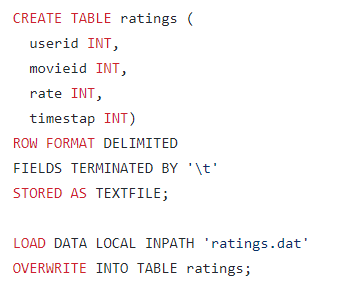 CREATE TABLE ratings (
userid INT,
movieid INT,
rate INT,
timestap INT)
ROW FORMAT DELIMITED
FIELDS TERMINATED BY '\t'
STORED AS TEXTFILE;
LOAD DATA LOCAL INPATH 'ratings.dat'
OVERWRITE INTO TABLE ratings;